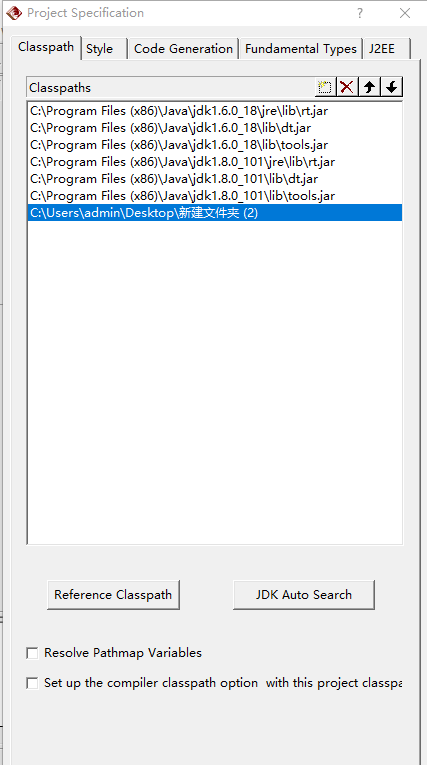 Project Specification
Classpath Style Code Generation Fundamental Types J2EE
Classpaths
C:\Program Files (x86)\Java\jdk1.6.0_18\jre\lib\rt.jar
C:\Program Files (x86)\Java\jdk1.6.0_18\lib\dt.jar
C:\Program Files (x86)\Java\jdk1.6.0_18\lib\tools.jar
C:\Program Files (x86)\Java\jdk1.8.0_101\jre\lib\rt.jar
C:\Program Files (x86)\Java\jdk1.8.0_101\lib\dt.jar
C:\Program Files (x86)\Java\jdk1.8.0_101\lib\tools.jar
C:\Users\admin\Desktop\新建文件夹 (2)
Reference Classpath JDK Auto Search
Resolve Pathmap Variables
Set up the compiler classpath option with this project classpa